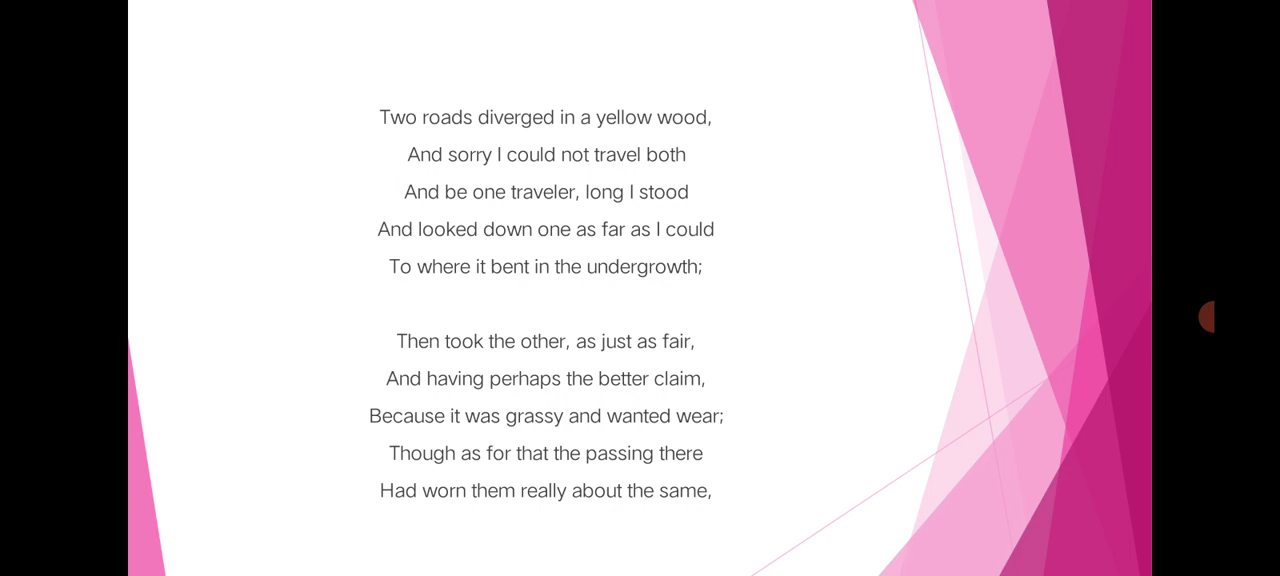 Two roads diverged in a yellow wood,
And sorry I could not travel both
And be one traveler, long I stood
And looked down one as far as I could
To where it bent in the undergrowth;
Then took the other, as just as fair,
And having perhaps the better claim,
Because it was grassy and wanted wear;
Though as for that the passing there
Had worn them really about the same,